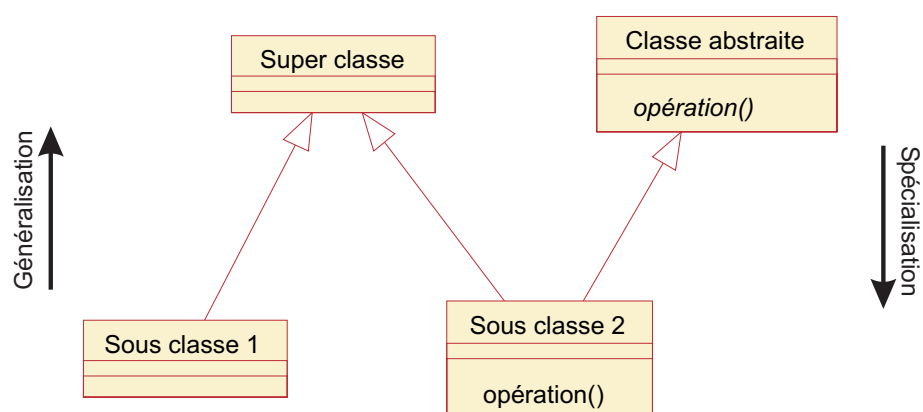 Super classe
Classe abstraite
opération()
Généralisation
Spécialisation
Sous classe 1
Sous classe 2
opération()